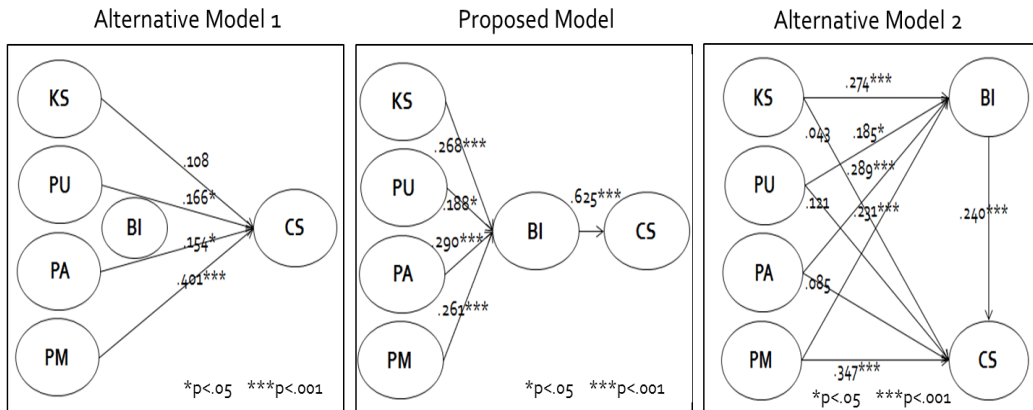 Alternative Model 1
KS
PU
BI
PA
PM
CS
.108
.166*
.154*
.401***
*p<.05 ***p<.001
Proposed Model
KS
PU
PA
PM
BI
CS
.268***
.188*
.290***
.261***
.625***
*p<.05 ***p<.001
Alternative Model 2
KS
PU
PA
PM
BI
CS
.274***
.043
.185*
.289***
.121
.291***
.240***
.085
.347***
*p<.05 ***p<.001